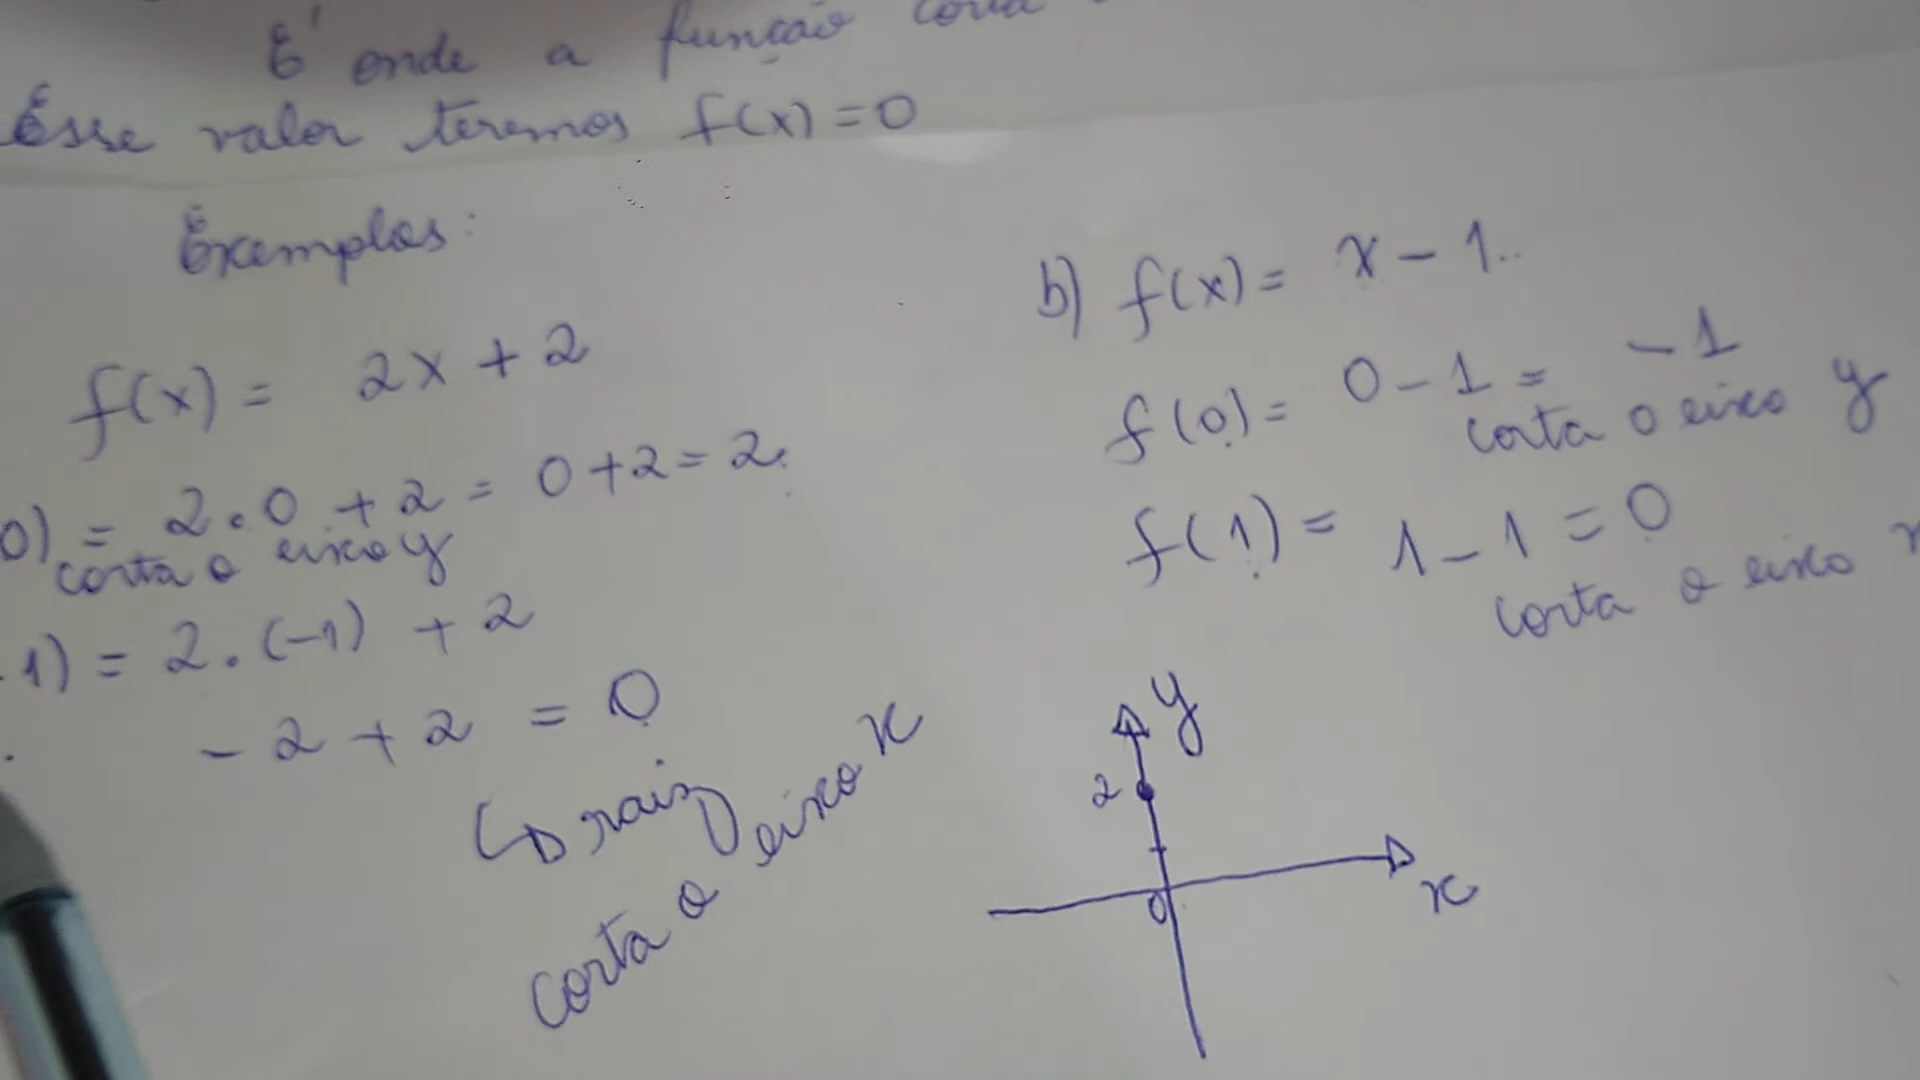 É onde a função corta
Esse valor teremos f(x) = 0
Exemplos:
f(x) = 2x + 2
0) = 2.0 + 2 = 0 + 2 = 2.
corta o eixo y
1) = 2.(-1) + 2
- 2 + 2 = 0
raiz
corta o eixo x
b) f(x) = x - 1
f(0) = 0 - 1 = - 1
corta o eixo y
f(1) = 1 - 1 = 0
corta o eixo x
y
2
0
x